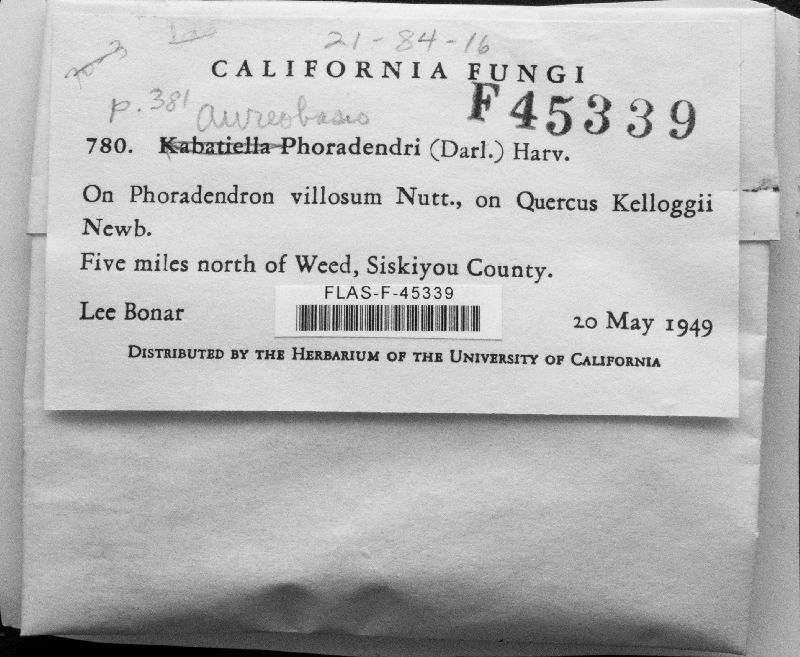 21-84-16
CALIFORNIA FUNGI
F45339
p. 381 Aureobasio
780. Kabatiella Phoradendri (Darl.) Harv.
On Phoradendron villosum Nutt., on Quercus Kelloggii
Newb.
Five miles north of Weed, Siskiyou County.
FLAS-F-45339
Lee Bonar
20 May 1949
DISTRIBUTED BY THE HERBARIUM OF THE UNIVERSITY OF CALIFORNIA